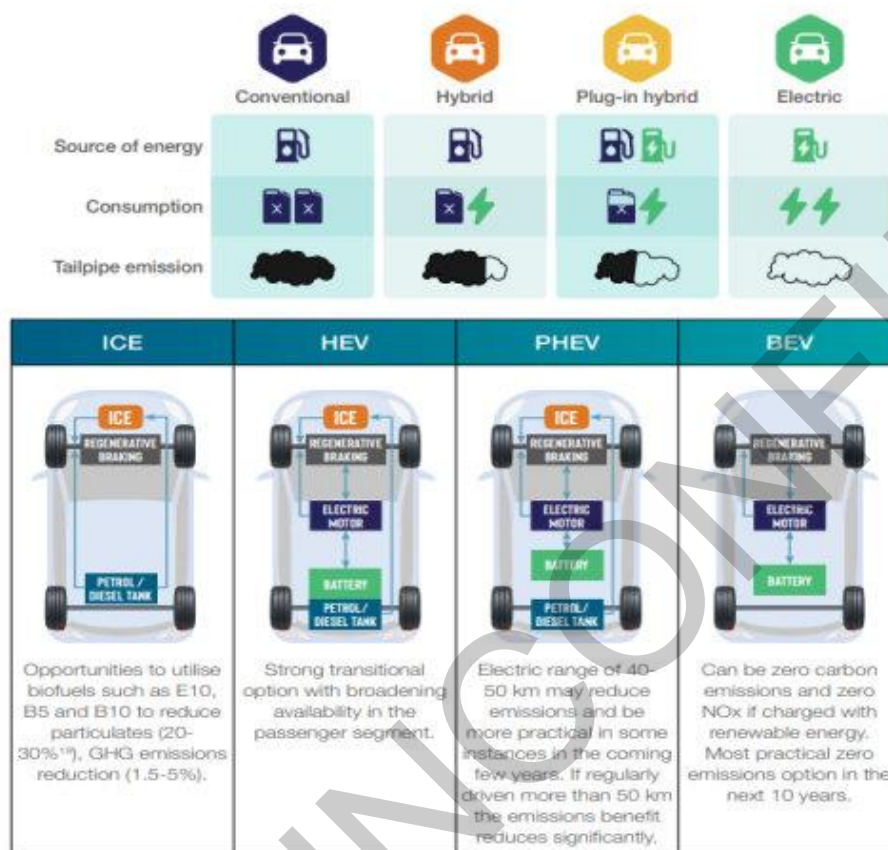 Conventional
Hybrid
Plug-in hybrid
Electric
Source of energy
Consumption
Tailpipe emission
ICE
HEV
PHEV
BEV
ICE
REGENERATIVE
BRAKING
PETROL/
DIESEL TANK
ICE
REGENERATIVE
BRAKING
ELECTRIC
MOTOR
BATTERY
PETROL/
DIESEL TANK
ICE
REGENERATIVE
BRAKING
ELECTRIC
MOTOR
BATTERY
PETROL/
DIESEL TANK
REGENERATIVE
BRAKING
ELECTRIC
MOTOR
BATTERY
Opportunities to utilise
biofuels such as E10,
B5 and B10 to reduce
particulates (20-
30%¹⁹), GHG emissions
reduction (1.5-5%).
Strong transitional
option with broadening
availability in the
passenger segment.
Electric range of 40-
50 km may reduce
emissions and be
more practical in some
instances in the coming
few years. If regularly
driven more than 50 km
the emissions benefit
reduces significantly.
Can be zero carbon
emissions and zero
NOx if charged with
renewable energy.
Most practical zero
emissions option in the
next 10 years.